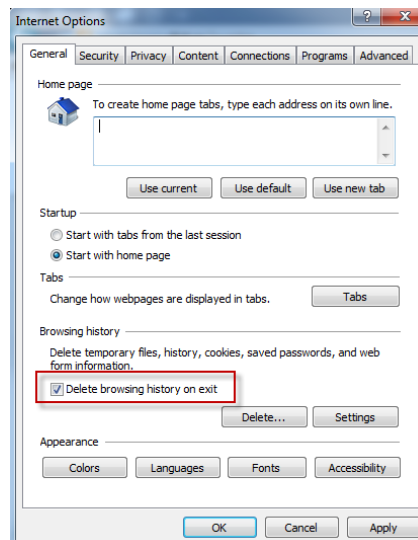 Internet Options
General Security Privacy Content Connections Programs Advanced
Home page
To create home page tabs, type each address on its own line.
Use current Use default Use new tab
Startup
Start with tabs from the last session
Start with home page
Tabs
Change how webpages are displayed in tabs. Tabs
Browsing history
Delete temporary files, history, cookies, saved passwords, and web
form information.
Delete browsing history on exit
Delete... Settings
Appearance
Colors Languages Fonts Accessibility
OK Cancel Apply